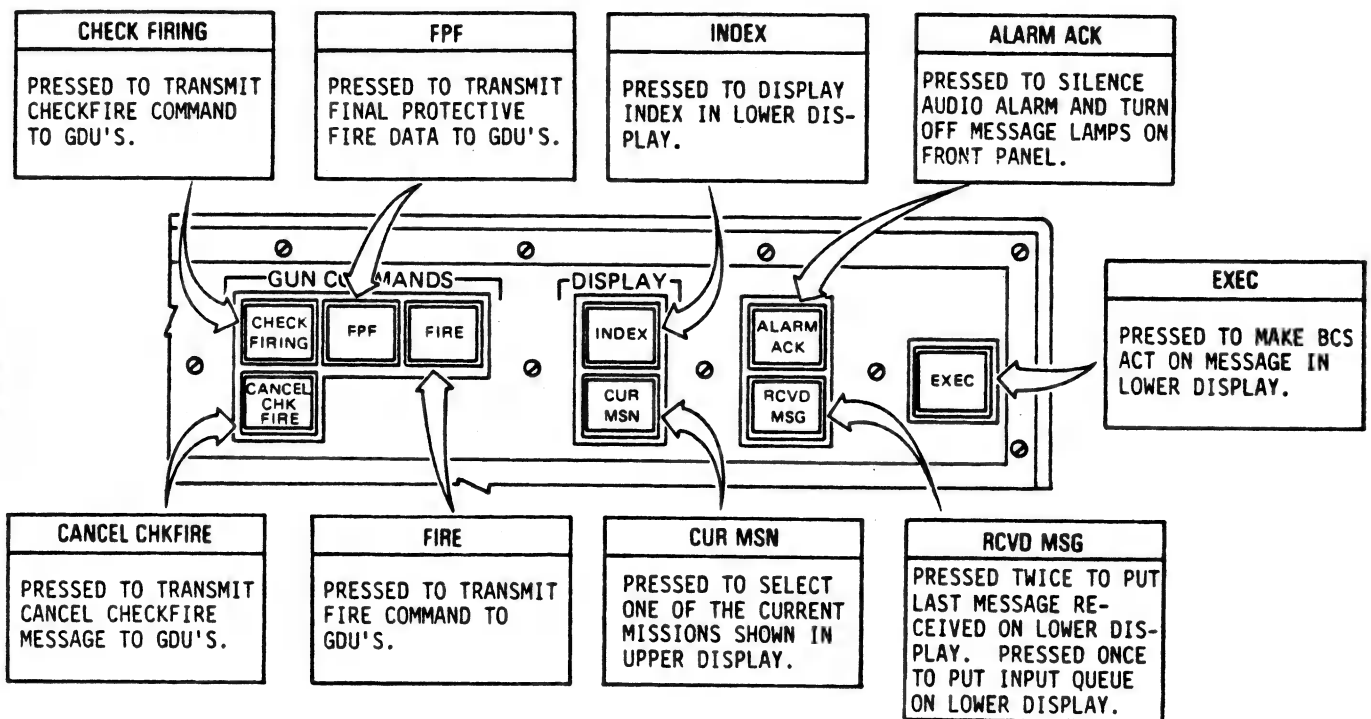 CHECK FIRING
PRESSED TO TRANSMIT
CHECKFIRE COMMAND
TO GDU'S.
FPF
PRESSED TO TRANSMIT
FINAL PROTECTIVE
FIRE DATA TO GDU'S.
INDEX
PRESSED TO DISPLAY
INDEX IN LOWER DIS-
PLAY.
ALARM ACK
PRESSED TO SILENCE
AUDIO ALARM AND TURN
OFF MESSAGE LAMPS ON
FRONT PANEL.
GUN COMMANDS
CHECK
FIRING
FPF
FIRE
CANCEL
CHK
FIRE
DISPLAY
INDEX
CUR
MSN
ALARM
ACK
RCVD
MSG
EXEC
EXEC
PRESSED TO MAKE BCS
ACT ON MESSAGE IN
LOWER DISPLAY.
CANCEL CHKFIRE
PRESSED TO TRANSMIT
CANCEL CHECKFIRE
MESSAGE TO GDU'S.
FIRE
PRESSED TO TRANSMIT
FIRE COMMAND TO
GDU'S.
CUR MSN
PRESSED TO SELECT
ONE OF THE CURRENT
MISSIONS SHOWN IN
UPPER DISPLAY.
RCVD MSG
PRESSED TWICE TO PUT
LAST MESSAGE RE-
CEIVED ON LOWER DIS-
PLAY. PRESSED ONCE
TO PUT INPUT QUEUE
ON LOWER DISPLAY.